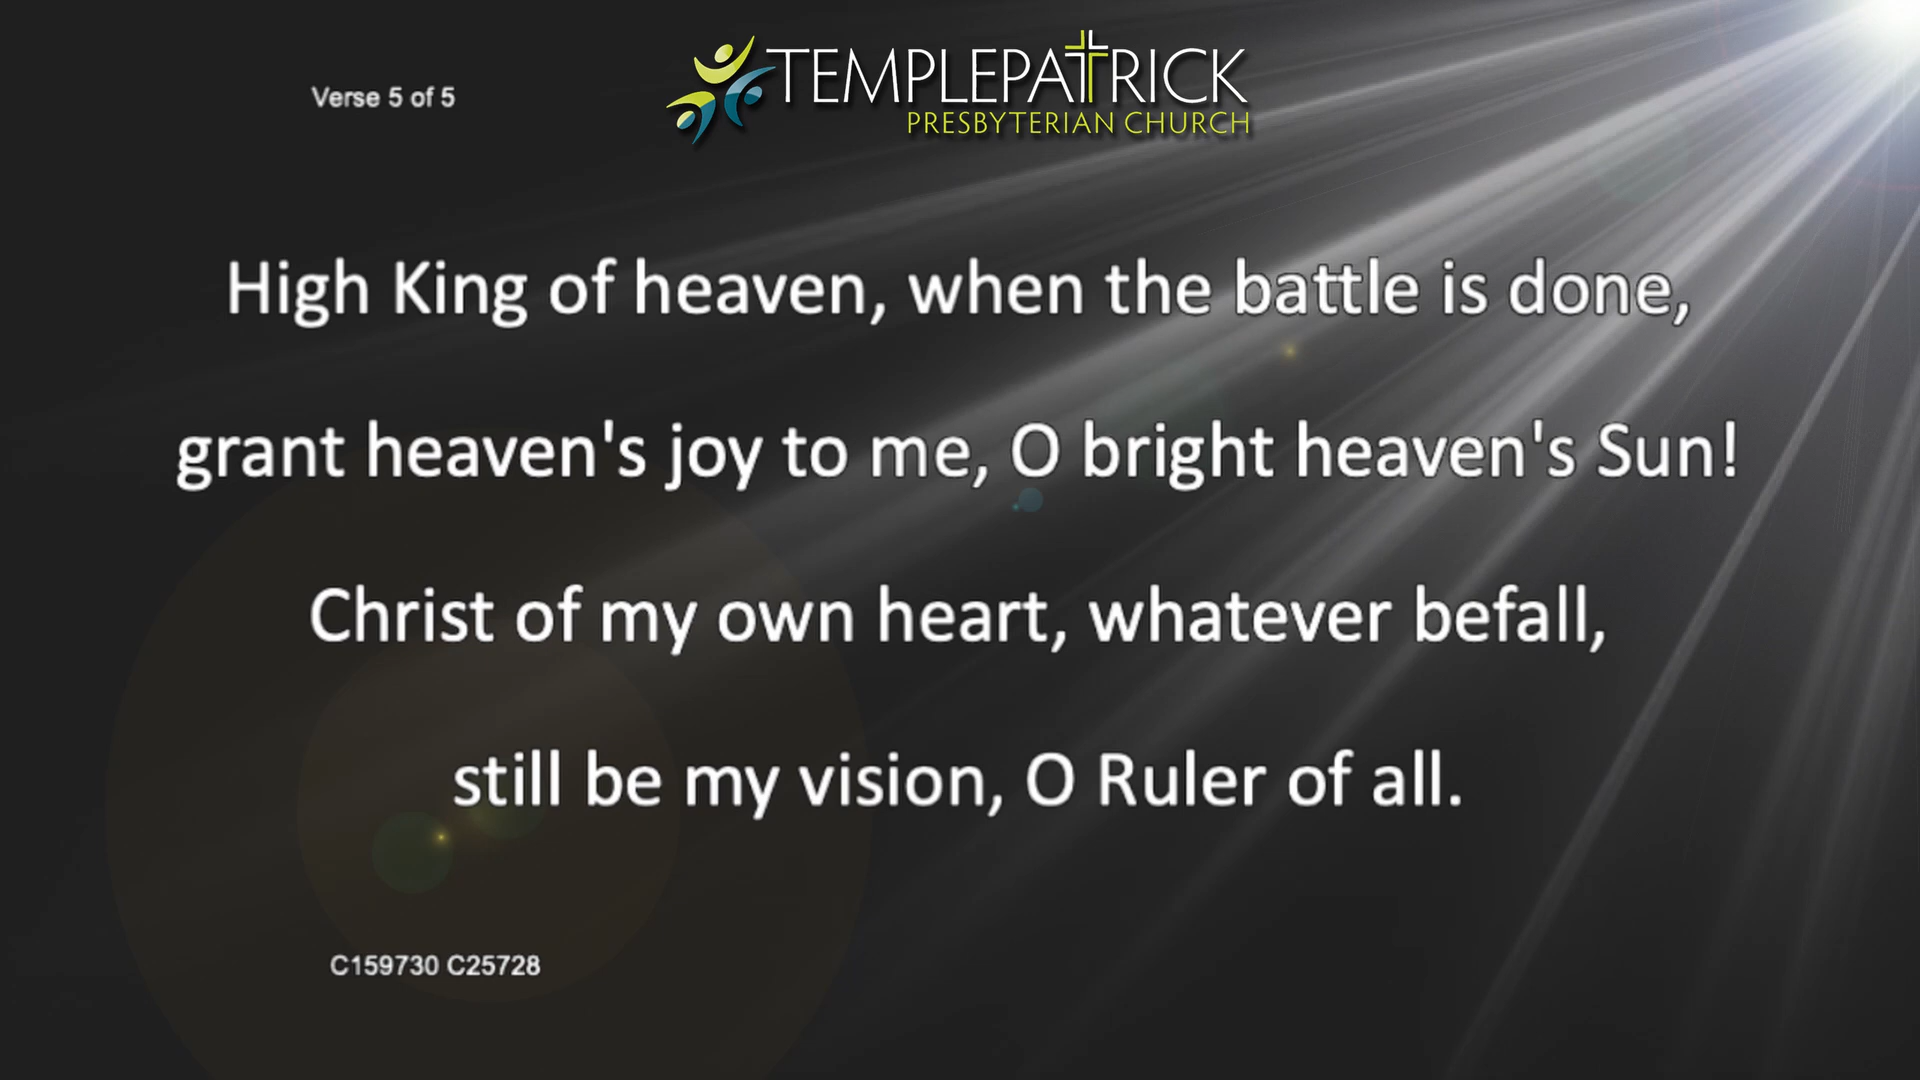 Verse 5 of 5
TEMPLEPATRICK
PRESBYTERIAN CHURCH
High King of heaven, when the battle is done,
grant heaven's joy to me, O bright heaven's Sun!
Christ of my own heart, whatever befall,
still be my vision, O Ruler of all.
C159730 C25728